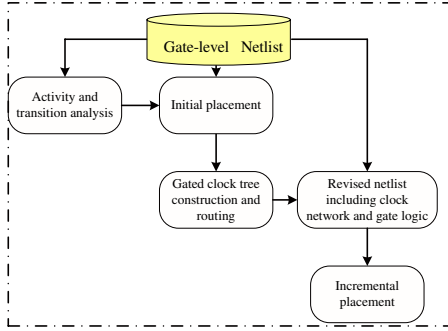 Gate-level Netlist
Activity and
transition analysis
Initial placement
Gated clock tree
construction and
routing
Revised netlist
including clock
network and gate logic
Incremental
placement